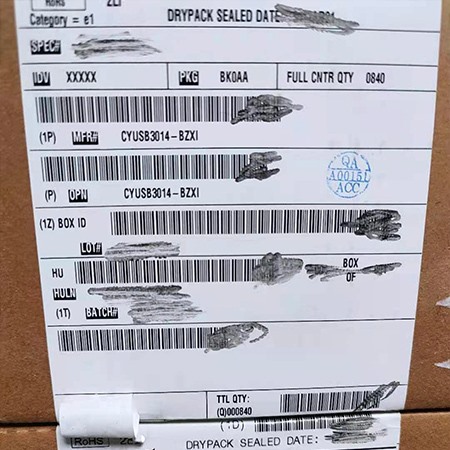 RoHS 2LI
Category = e1 DRYPACK SEALED DATE
SPEC#
IDV XXXXX PKG BK0AA FULL CNTR QTY 0840
(1P) MFR# CYUSB3014-BZXI
(P) OPN CYUSB3014-BZXI
QA
A00151
ACC
(1Z) BOX ID
LOT#
HU BOX
HULN OF
(1T) BATCH#
TTL QTY:
(Q)000840
RoHS DRYPACK SEALED DATE: